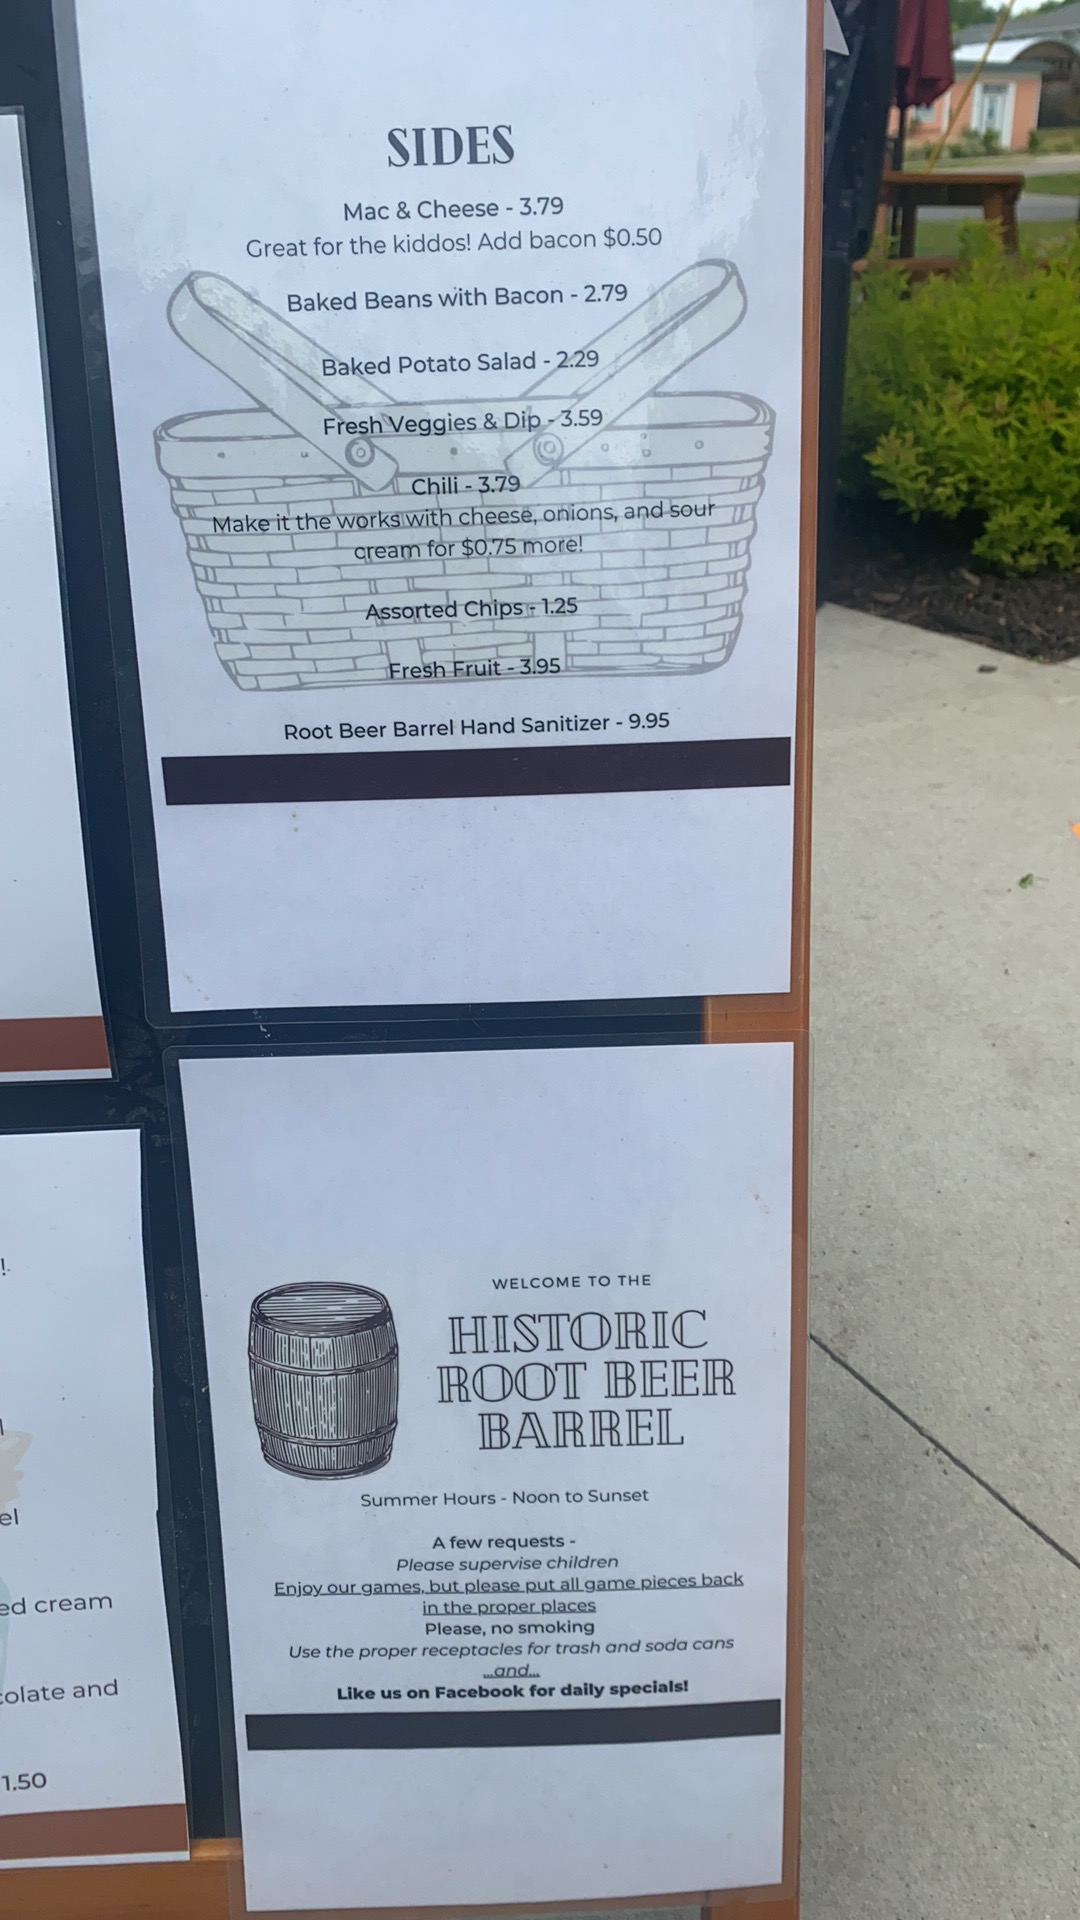 SIDES
Mac & Cheese - 3.79
Great for the kiddos! Add bacon $0.50
Baked Beans with Bacon - 2.79
Baked Potato Salad - 2.29
Fresh Veggies & Dip - 3.59
Chili - 3.79
Make it the works with cheese, onions, and sour
cream for $0.75 more!
Assorted Chips - 1.25
Fresh Fruit - 3.95
Root Beer Barrel Hand Sanitizer - 9.95
cream
and
1.50
WELCOME TO THE
HISTORIC
ROOT BEER
BARREL
Summer Hours - Noon to Sunset
A few requests -
Please supervise children
Enjoy our games, but please put all game pieces back
in the proper places
Please, no smoking
Use the proper receptacles for trash and soda cans
...and...
Like us on Facebook for daily specials!